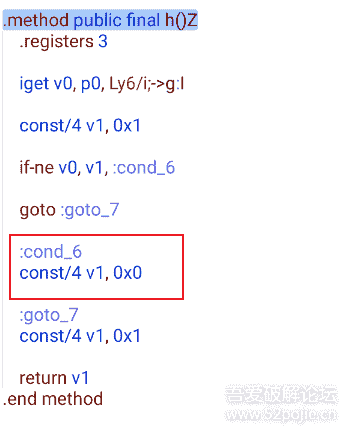 .method public final h()Z
.registers 3
iget v0, p0, Ly6/i;->g:I
const/4 v1, 0x1
if-ne v0, v1, :cond_6
goto :goto_7
:cond_6
const/4 v1, 0x0
:goto_7
const/4 v1, 0x1
return v1
.end method
吾爱破解论坛
www.52pojie.cn